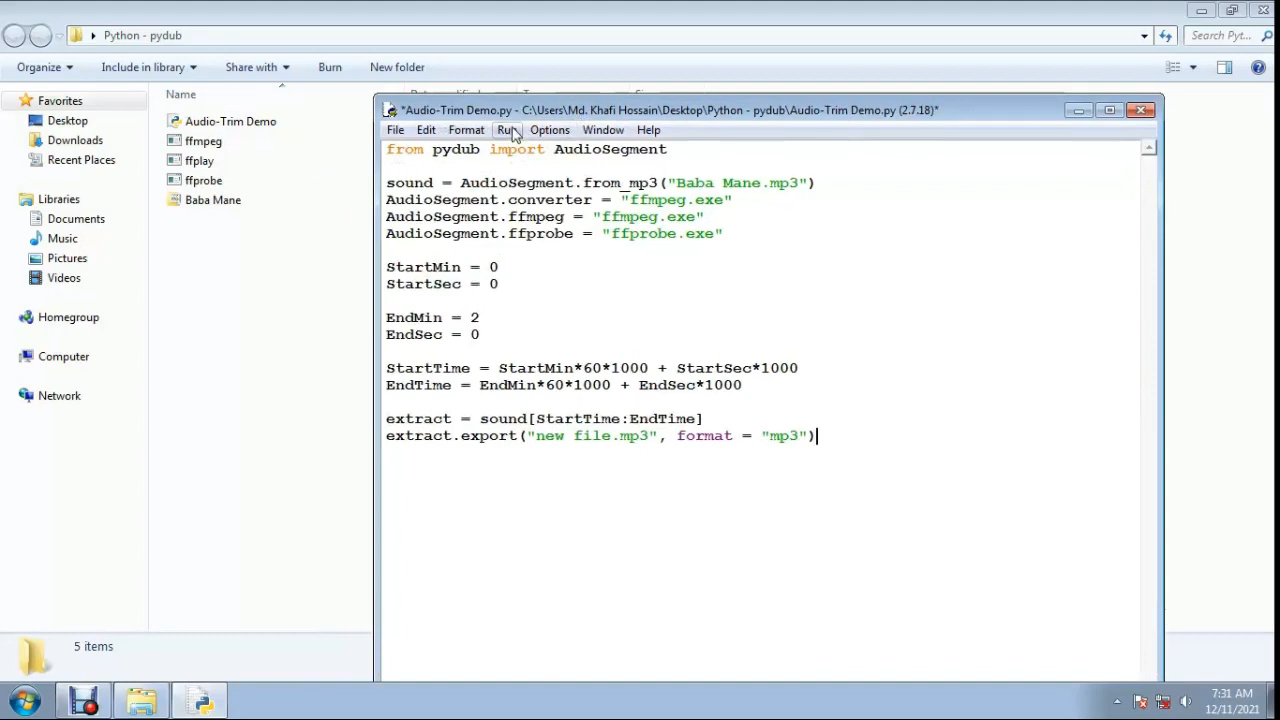 Python - pydub
Search Pyt...
Organize
Include in library
Share with
Burn
New folder
Favorites
Desktop
Downloads
Recent Places
Libraries
Documents
Music
Pictures
Videos
Homegroup
Computer
Network
Name
Audio-Trim Demo
ffmpeg
ffplay
ffprobe
Baba Mane
*Audio-Trim Demo.py - C:\Users\Md. Khafi Hossain\Desktop\Python - pydub\Audio-Trim Demo.py (2.7.18)*
File Edit Format Run Options Window Help
from pydub import AudioSegment
sound = AudioSegment.from_mp3("Baba Mane.mp3")
AudioSegment.converter = "ffmpeg.exe"
AudioSegment.ffmpeg = "ffmpeg.exe"
AudioSegment.ffprobe = "ffprobe.exe"
StartMin = 0
StartSec = 0
EndMin = 2
EndSec = 0
StartTime = StartMin*60*1000 + StartSec*1000
EndTime = EndMin*60*1000 + EndSec*1000
extract = sound[StartTime:EndTime]
extract.export("new file.mp3", format = "mp3")
5 items
7:31 AM
12/11/2021